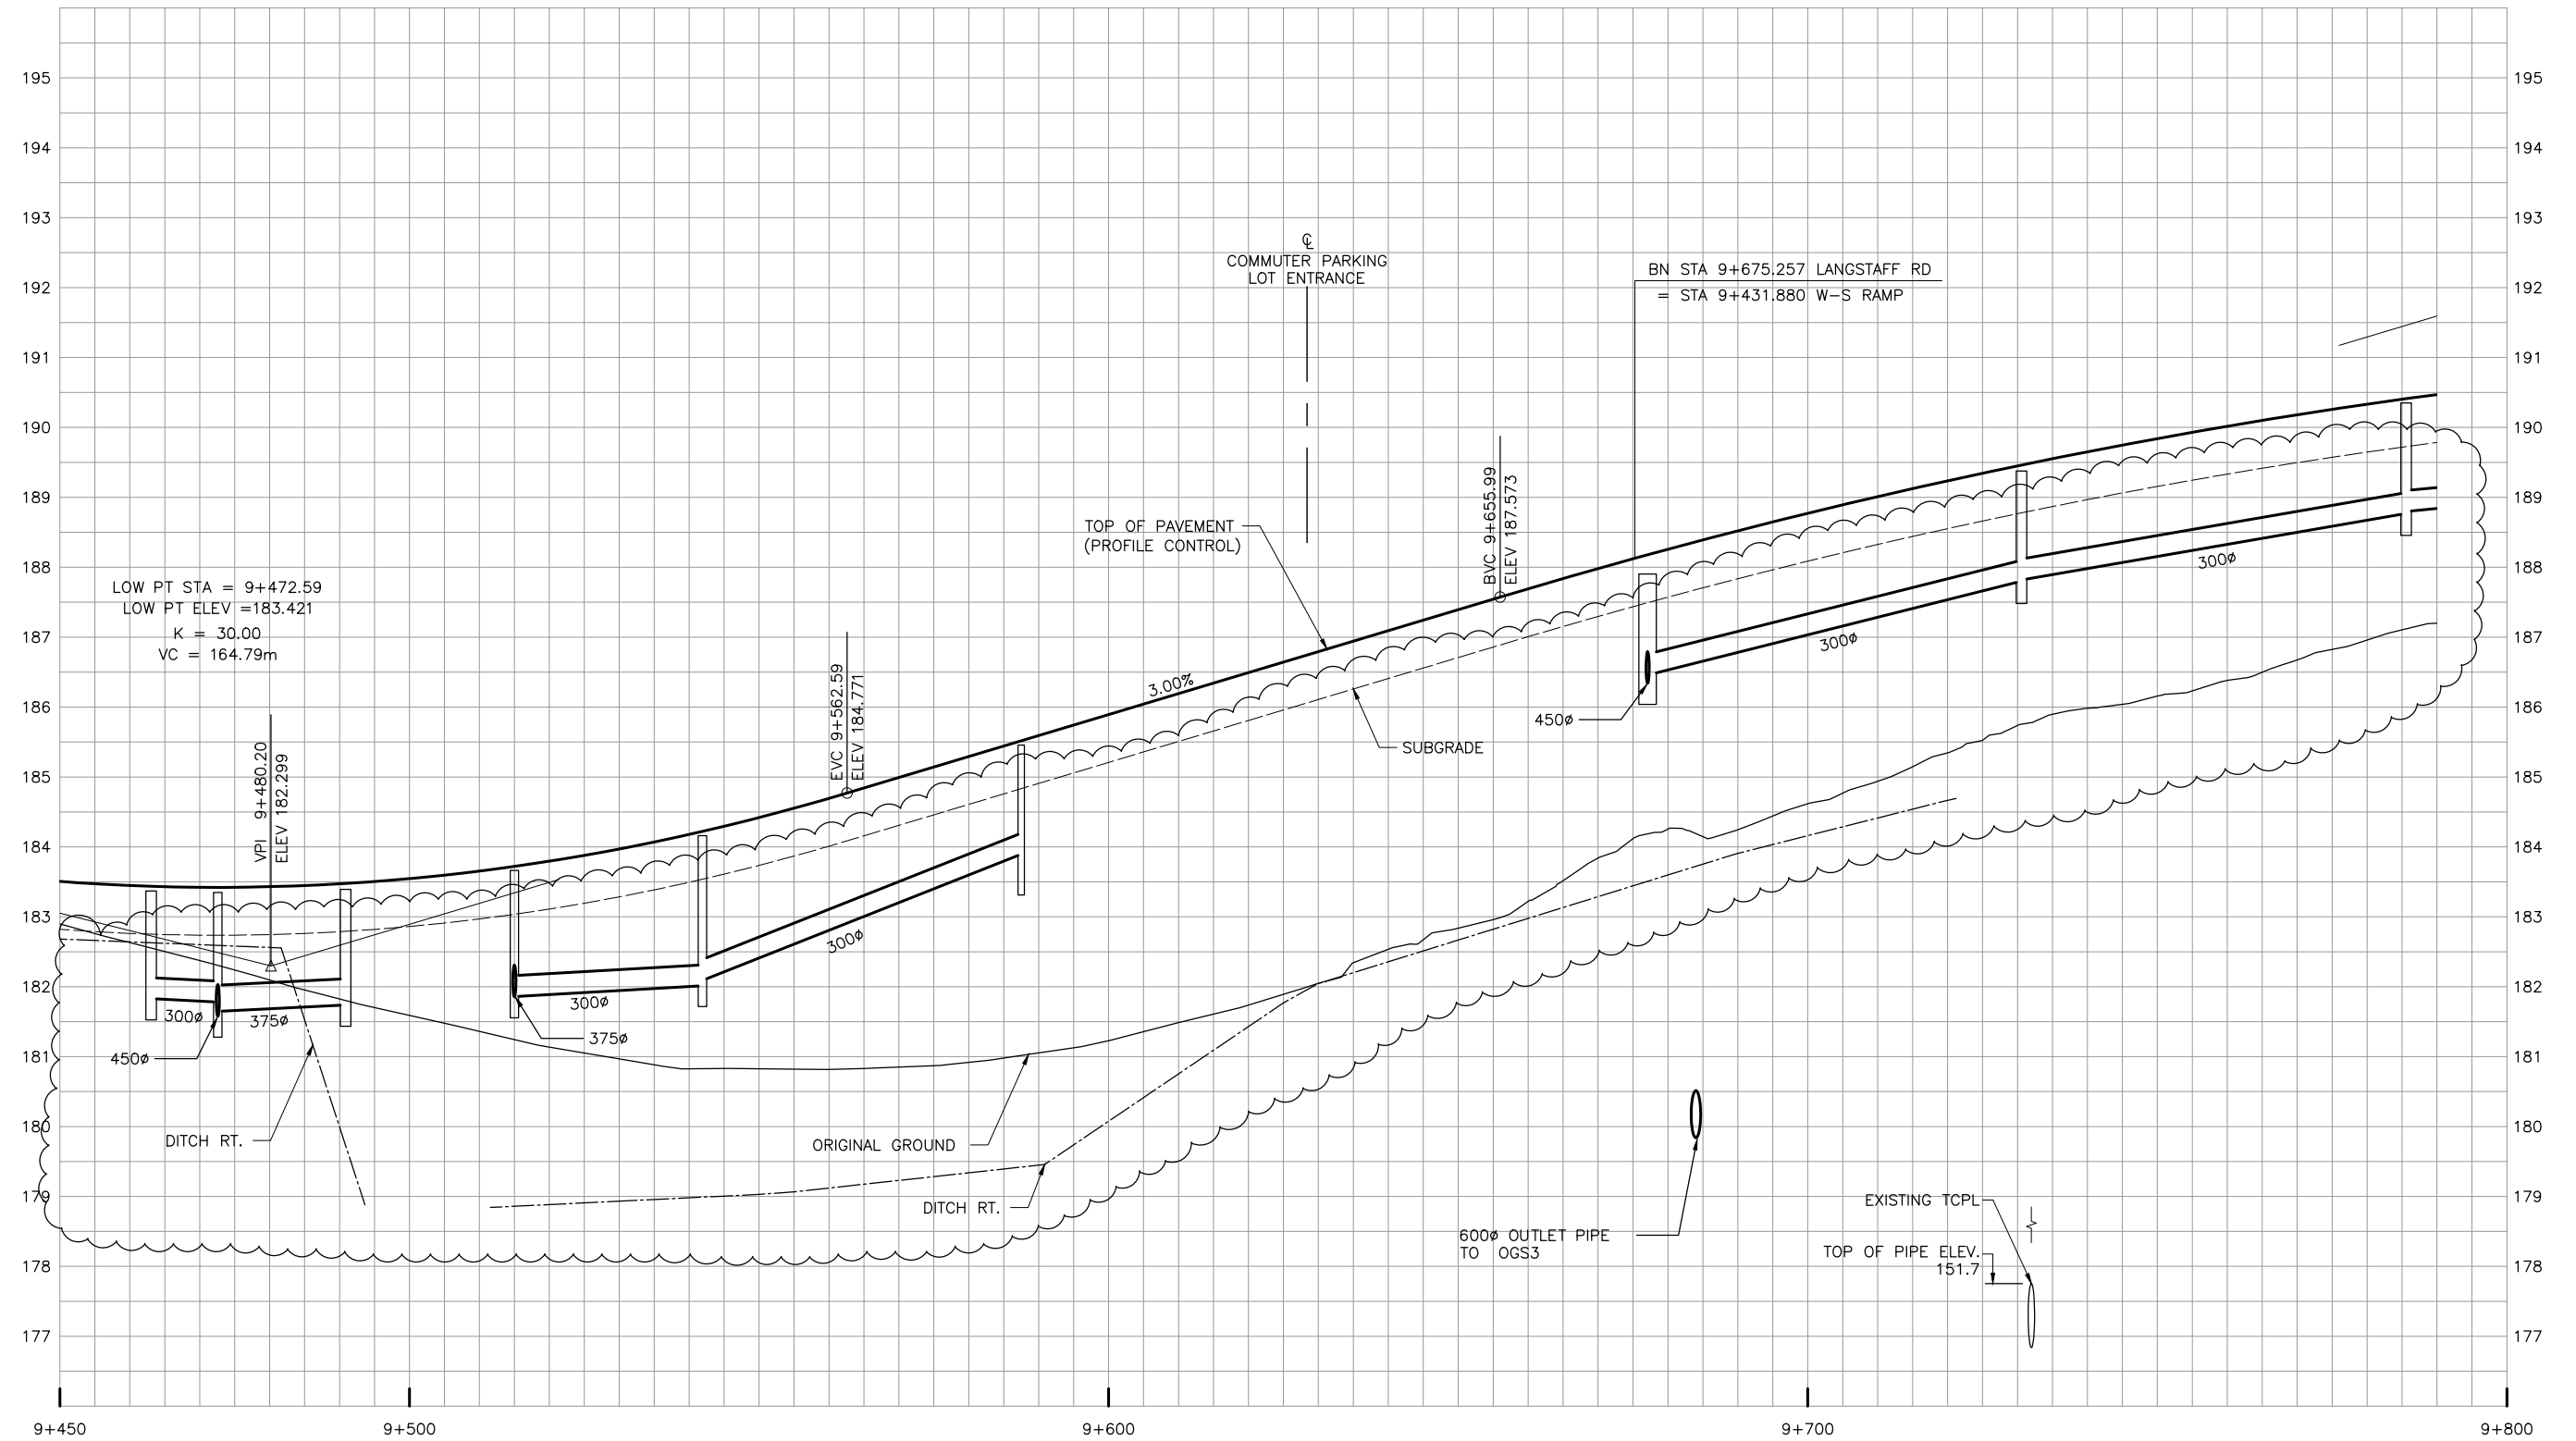 195
195
194
194
193
193
℄
COMMUTER PARKING
LOT ENTRANCE
BN STA 9+675.257 LANGSTAFF RD
= STA 9+431.880 W-S RAMP
192
192
191
191
190
190
189
189
BVC 9+655.99
ELEV 187.573
TOP OF PAVEMENT
(PROFILE CONTROL)
188
188
300ø
LOW PT STA = 9+472.59
LOW PT ELEV =183.421
K = 30.00
VC = 164.79m
187
187
300ø
EVC 9+562.59
ELEV 184.771
3.00%
186
186
450ø
SUBGRADE
185
185
VPI 9+480.20
ELEV 182.299
184
184
183
183
300ø
182
182
300ø
375ø
300ø
375ø
450ø
181
181
DITCH RT.
ORIGINAL GROUND
180
180
179
179
DITCH RT.
EXISTING TCPL
600ø OUTLET PIPE
TO OGS3
TOP OF PIPE ELEV.
151.7
178
178
177
177
9+450
9+500
9+600
9+700
9+800